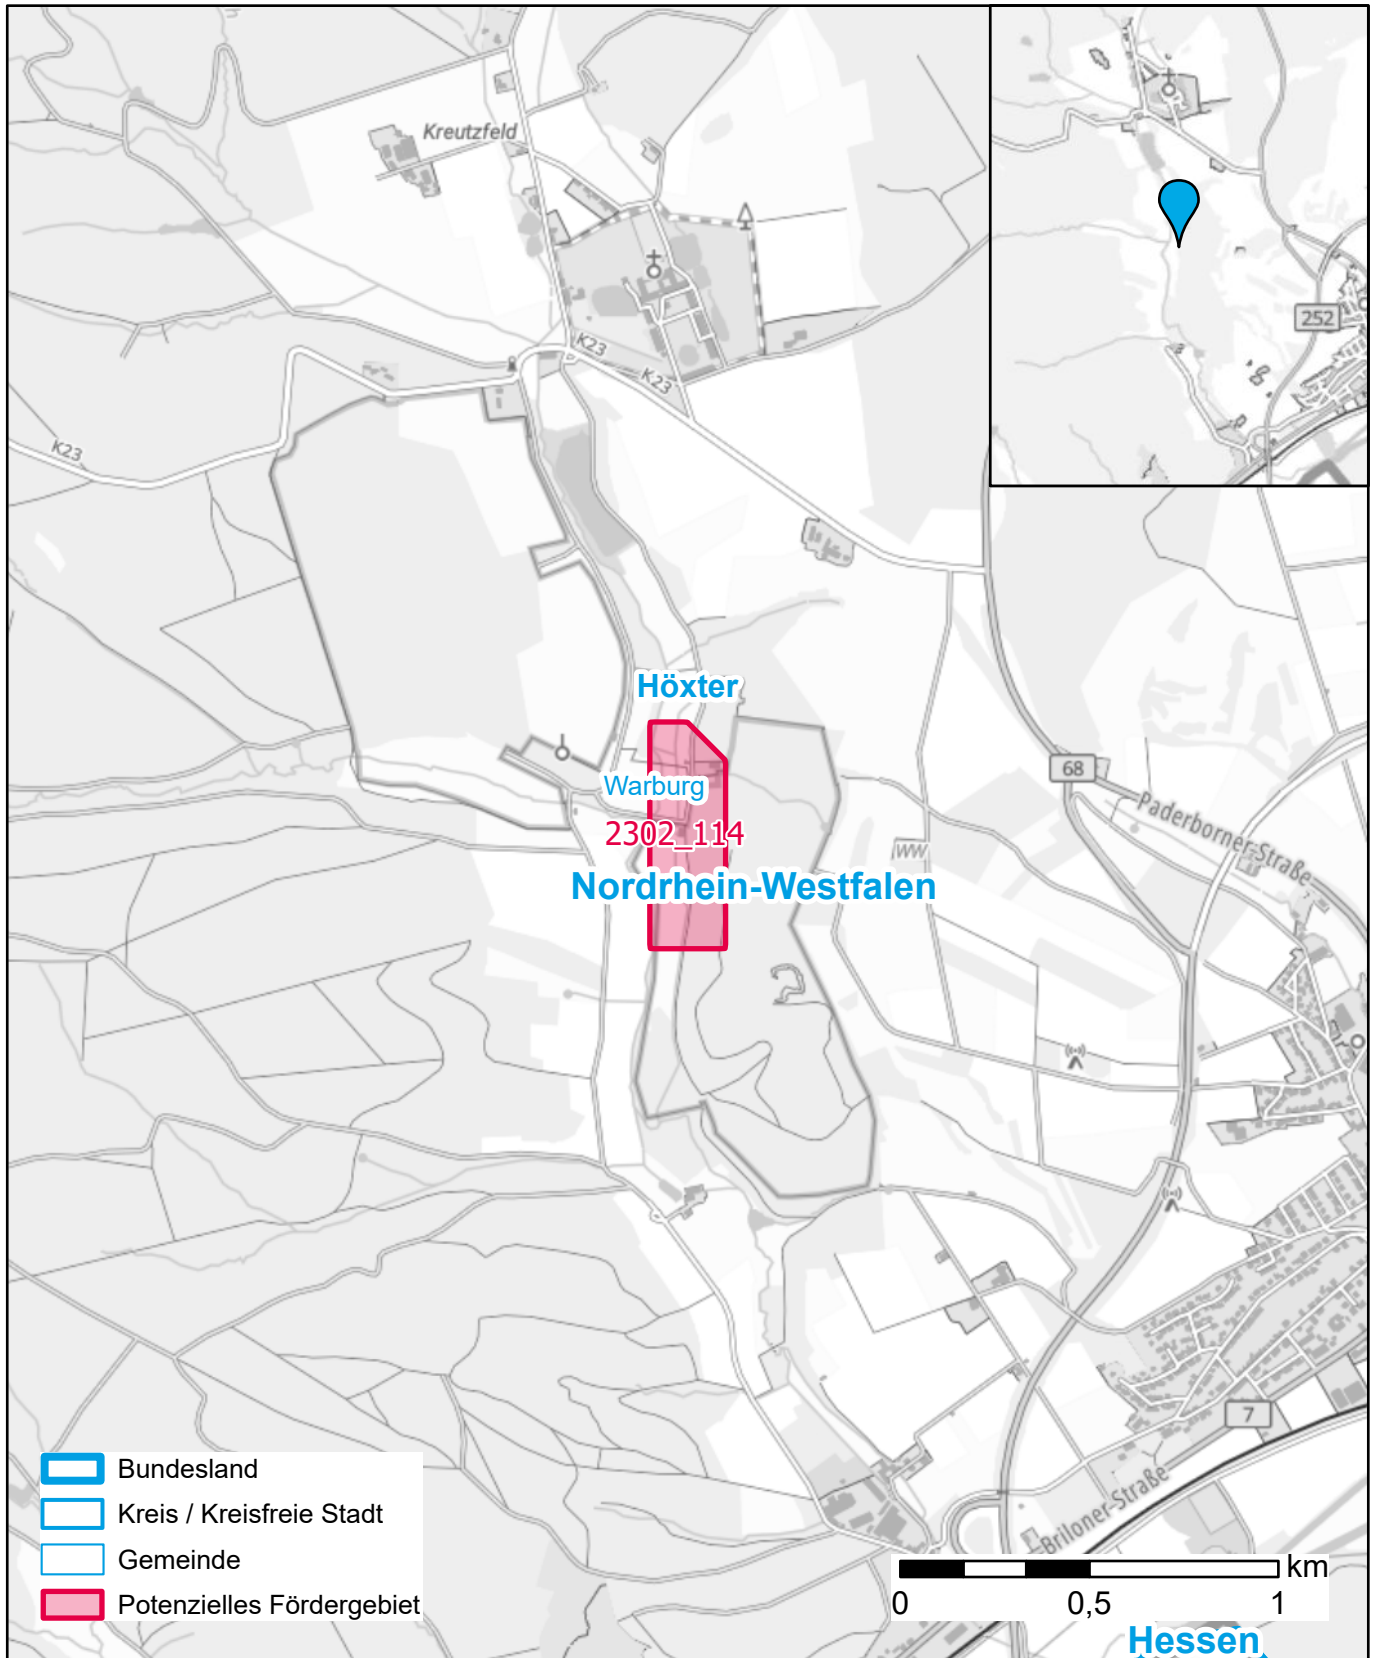 Kreutzfeld
252
K23
K23
K23
Höxter
68
Warburg
Paderborner-Straße
2302_114
WW
Nordrhein-Westfalen
7
Briloner-Straße
Bundesland
Kreis / Kreisfreie Stadt
Gemeinde
Potenzielles Fördergebiet
km
0 0,5 1
Hessen